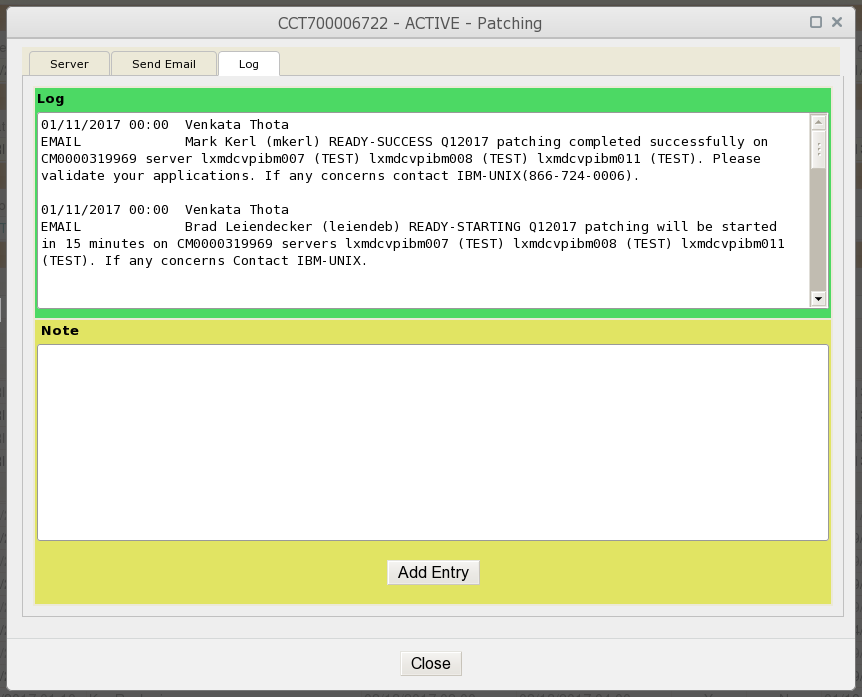 CCT700006722 - ACTIVE - Patching
Server Send Email Log
Log
01/11/2017 00:00 Venkata Thota
EMAIL Mark Kerl (mkerl) READY-SUCCESS Q12017 patching completed successfully on
CM0000319969 server lxmdcvpibm007 (TEST) lxmdcvpibm008 (TEST) lxmdcvpibm011 (TEST). Please
validate your applications. If any concerns contact IBM-UNIX(866-724-0006).
01/11/2017 00:00 Venkata Thota
EMAIL Brad Leiendecker (leiendeb) READY-STARTING Q12017 patching will be started
in 15 minutes on CM0000319969 servers lxmdcvpibm007 (TEST) lxmdcvpibm008 (TEST) lxmdcvpibm011
(TEST). If any concerns Contact IBM-UNIX.
Note
Add Entry
Close